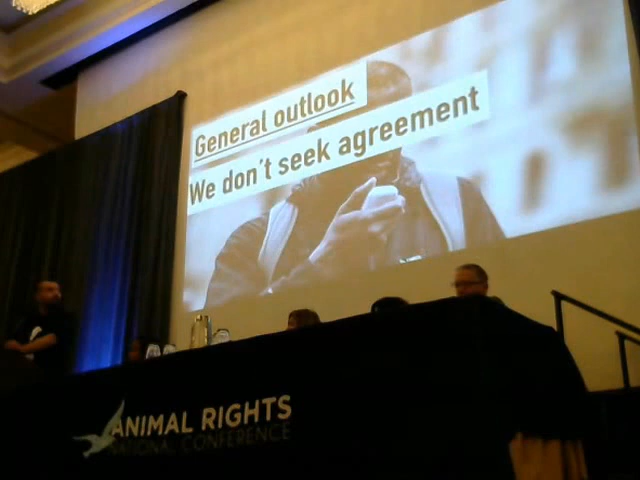 General outlook
We don't seek agreement
ANIMAL RIGHTS
NATIONAL CONFERENCE